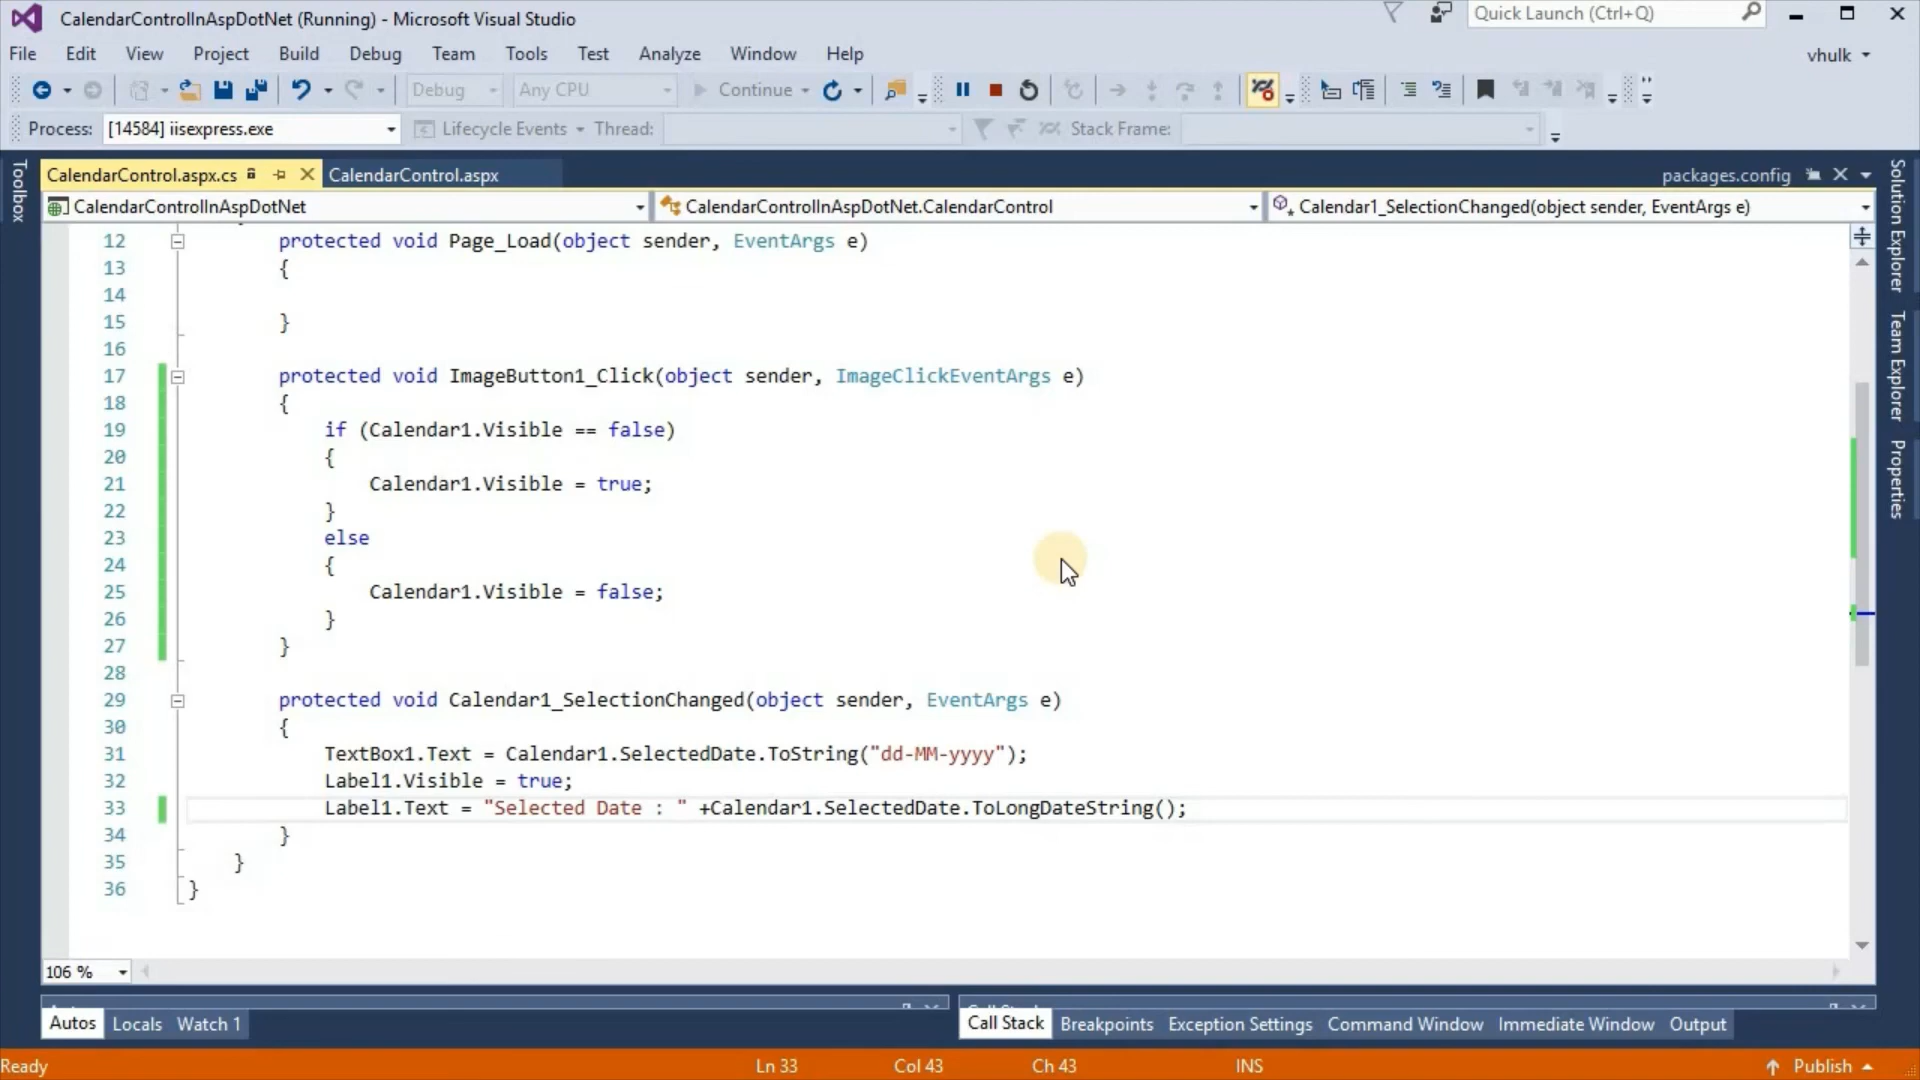 CalendarControlInAspDotNet (Running) - Microsoft Visual Studio
Quick Launch (Ctrl+Q)
File Edit View Project Build Debug Team Tools Test Analyze Window Help
vhulk
Debug Any CPU Continue
Process: [14584] iisexpress.exe Lifecycle Events Thread: Stack Frame:
CalendarControl.aspx.cs CalendarControl.aspx packages.config
CalendarControlInAspDotNet CalendarControlInAspDotNet.CalendarControl Calendar1_SelectionChanged(object sender, EventArgs e)
Toolbox
Solution Explorer
Team Explorer
Properties
12 protected void Page_Load(object sender, EventArgs e)
13 {
14
15 }
16
17 protected void ImageButton1_Click(object sender, ImageClickEventArgs e)
18 {
19 if (Calendar1.Visible == false)
20 {
21 Calendar1.Visible = true;
22 }
23 else
24 {
25 Calendar1.Visible = false;
26 }
27 }
28
29 protected void Calendar1_SelectionChanged(object sender, EventArgs e)
30 {
31 TextBox1.Text = Calendar1.SelectedDate.ToString("dd-MM-yyyy");
32 Label1.Visible = true;
33 Label1.Text = "Selected Date : " +Calendar1.SelectedDate.ToLongDateString();
34 }
35 }
36 }
106 %
Autos Locals Watch 1
Call Stack Breakpoints Exception Settings Command Window Immediate Window Output
Ready Ln 33 Col 43 Ch 43 INS Publish